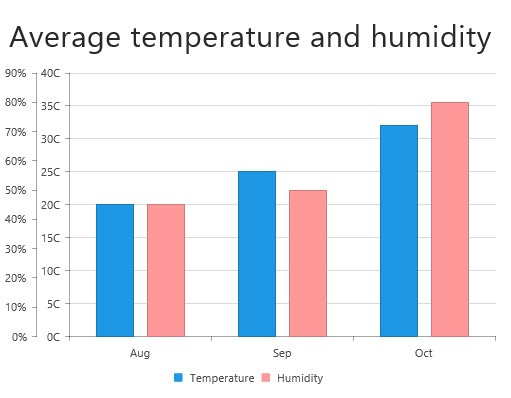 Average temperature and humidity
90% 40C
80% 35C
70% 30C
60% 25C
50% 20C
40% 15C
30% 10C
20% 5C
10% 0C
0%
Aug Sep Oct
Temperature Humidity